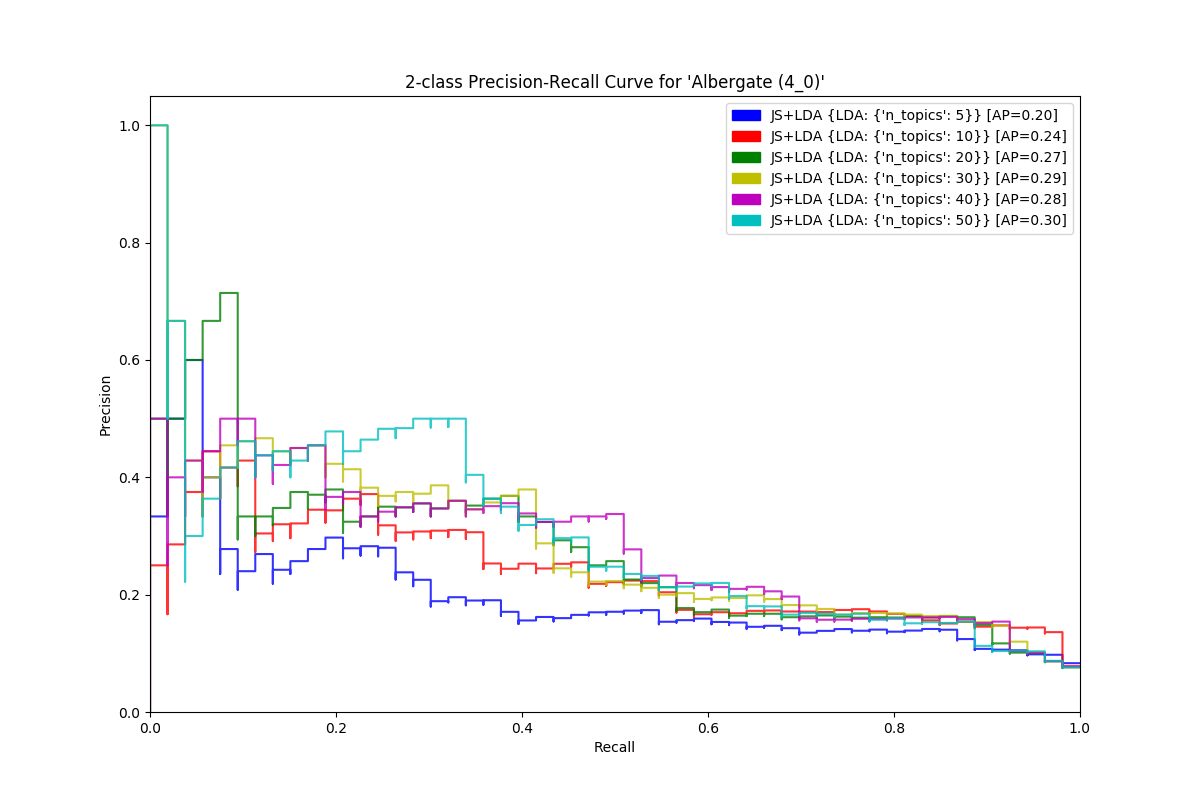 2-class Precision-Recall Curve for 'Albergate (4_0)'
JS+LDA {LDA: {'n_topics': 5}} [AP=0.20]
JS+LDA {LDA: {'n_topics': 10}} [AP=0.24]
JS+LDA {LDA: {'n_topics': 20}} [AP=0.27]
JS+LDA {LDA: {'n_topics': 30}} [AP=0.29]
JS+LDA {LDA: {'n_topics': 40}} [AP=0.28]
JS+LDA {LDA: {'n_topics': 50}} [AP=0.30]
1.0
0.8
0.6
0.4
0.2
0.0
Precision
0.0 0.2 0.4 0.6 0.8 1.0
Recall